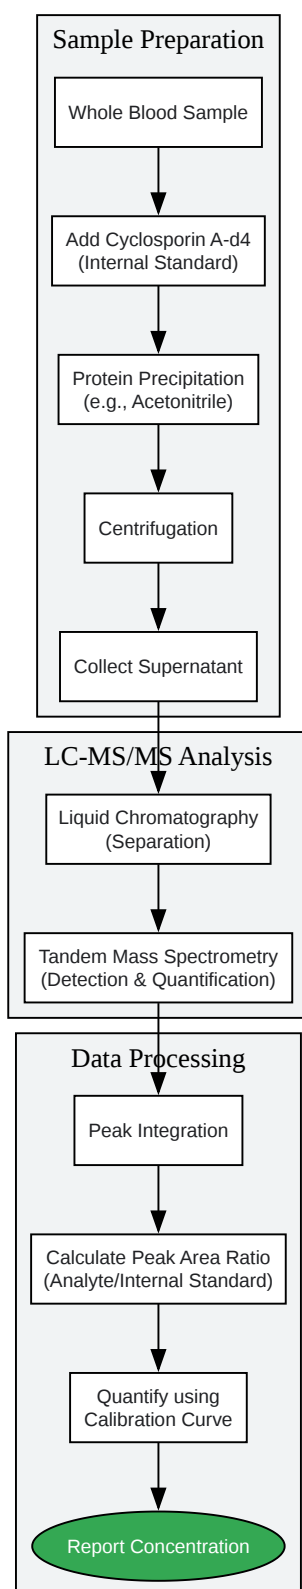 Sample Preparation
Whole Blood Sample
Add Cyclosporin A-d4
(Internal Standard)
Protein Precipitation
(e.g., Acetonitrile)
Centrifugation
Collect Supernatant
LC-MS/MS Analysis
Liquid Chromatography
(Separation)
Tandem Mass Spectrometry
(Detection & Quantification)
Data Processing
Peak Integration
Calculate Peak Area Ratio
(Analyte/Internal Standard)
Quantify using
Calibration Curve
Report Concentration